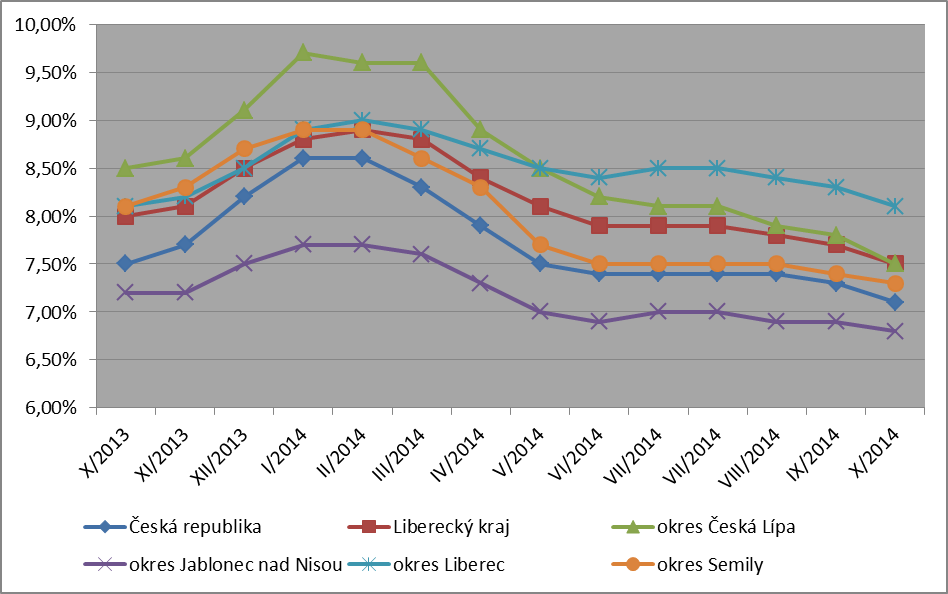 10,00%
9,50%
9,00%
8,50%
8,00%
7,50%
7,00%
6,50%
6,00%
X/2013
XI/2013
XII/2013
I/2014
II/2014
III/2014
IV/2014
V/2014
VI/2014
VII/2014
VII/2014
VIII/2014
IX/2014
X/2014
Česká republika
Liberecký kraj
okres Česká Lípa
okres Jablonec nad Nisou
okres Liberec
okres Semily